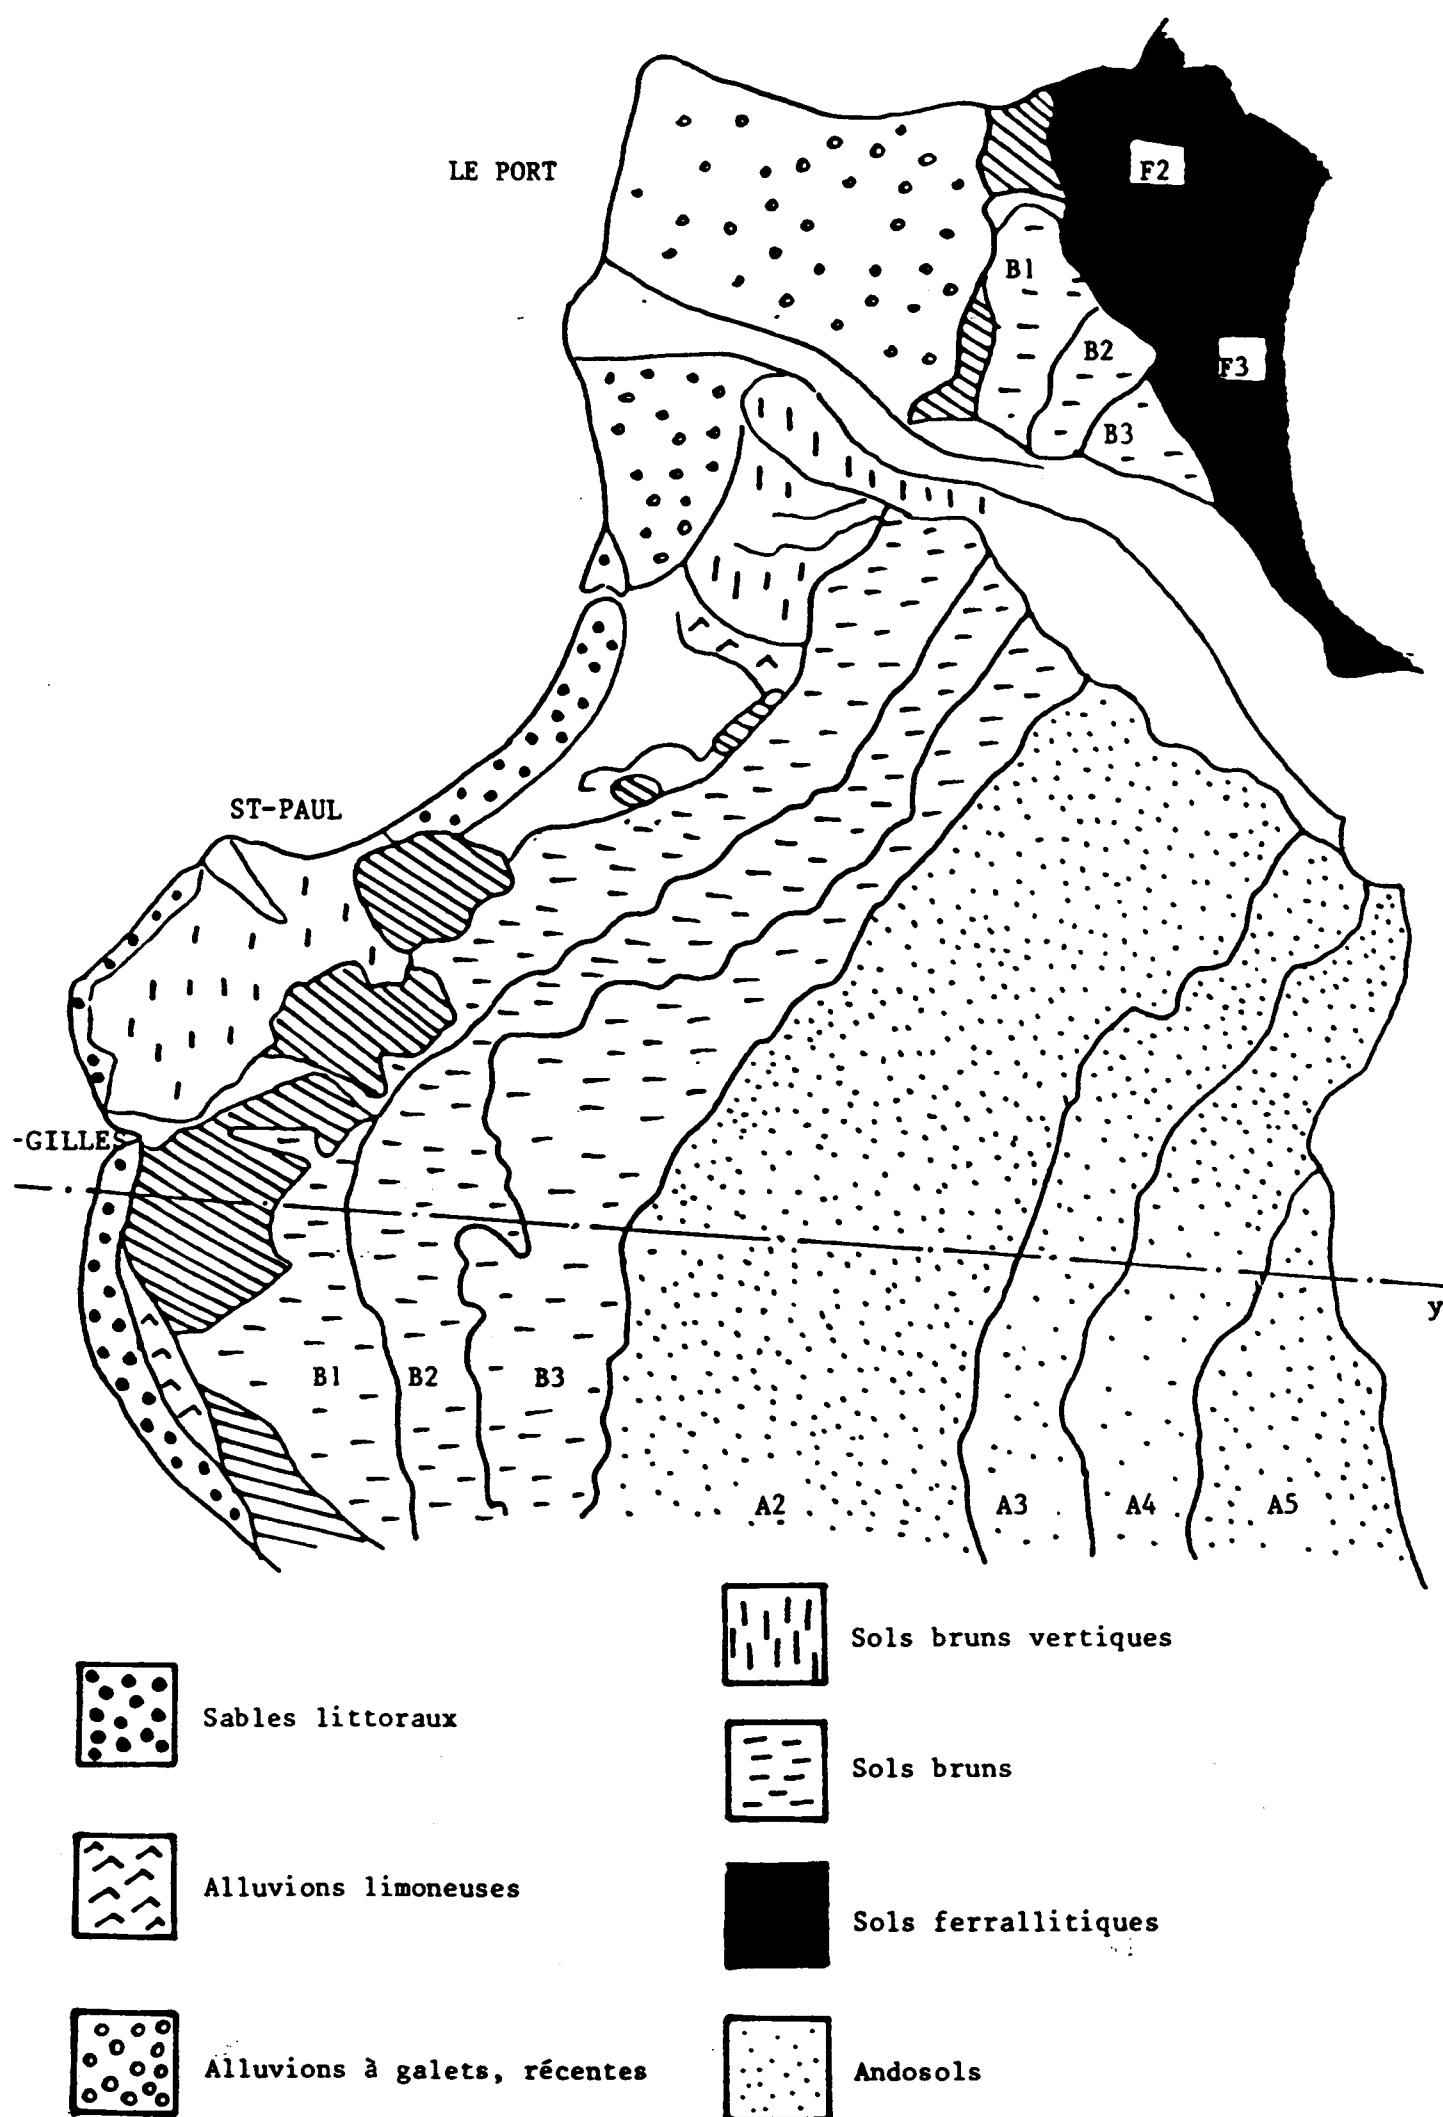 LE PORT
F2
B1
B2
F3
B3
ST-PAUL
-GILLES
y
B1
B2
B3
A2
A3
A4
A5
Sols bruns vertiques
Sables littoraux
Sols bruns
Alluvions limoneuses
Sols ferrallitiques
Alluvions à galets, récentes
Andosols